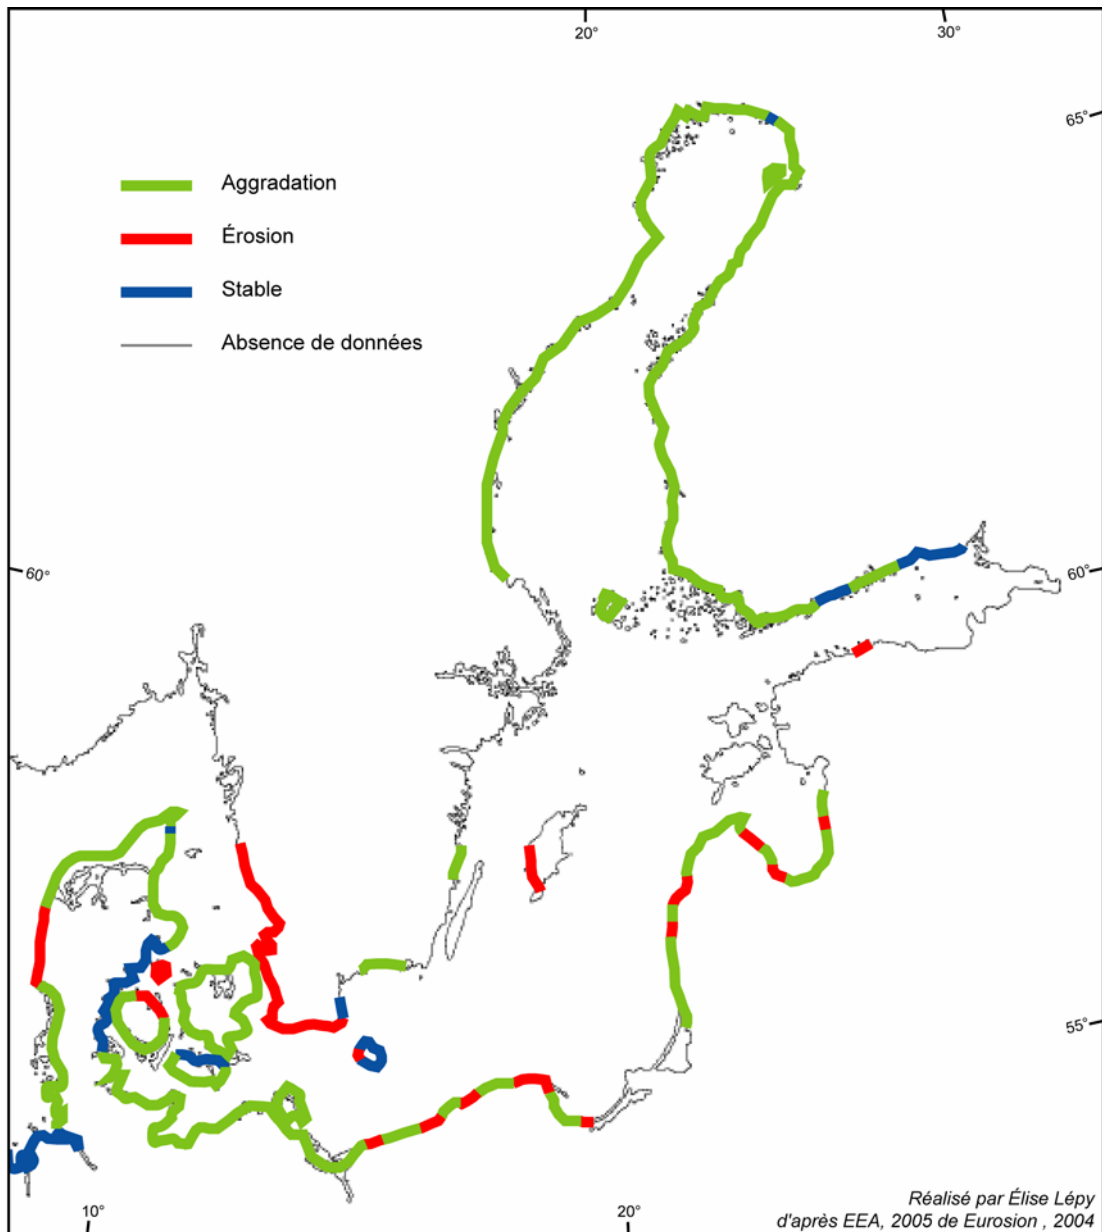 20°
30°
65°
Aggradation
Érosion
Stable
Absence de données
60°
60°
55°
Réalisé par Élise Lépy
d'après EEA, 2005 de Eurosion , 2004
10°
20°